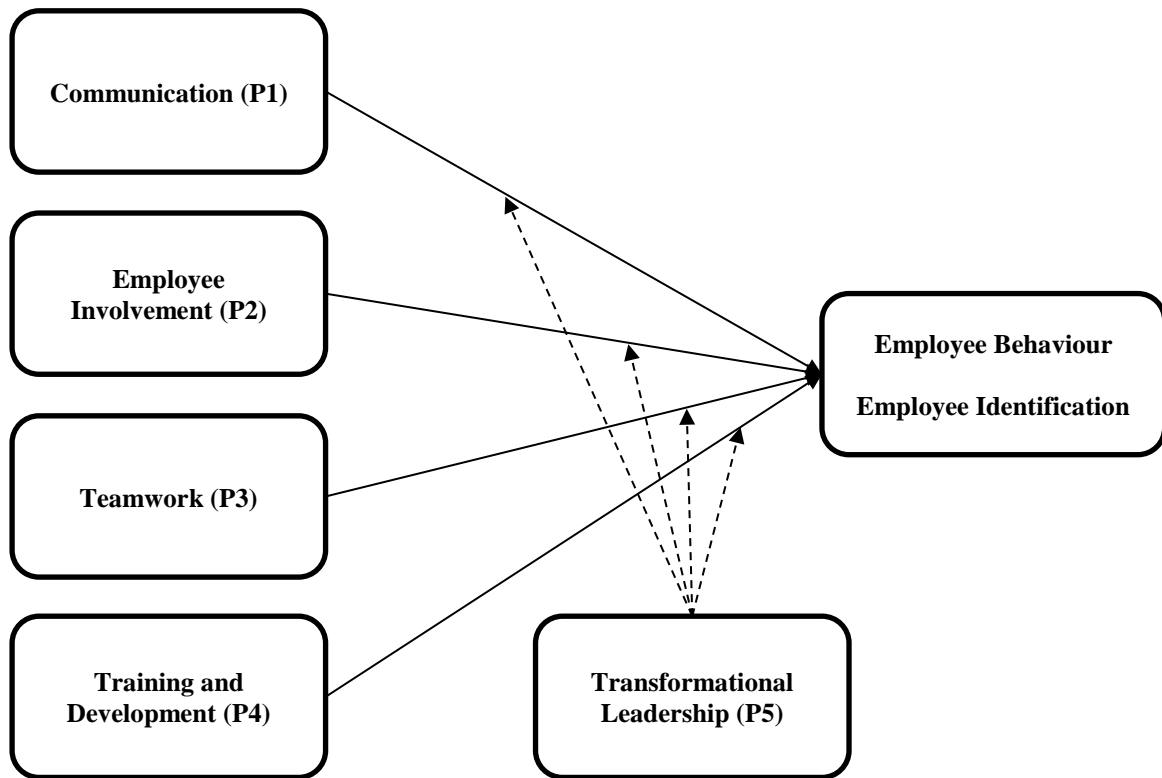 Communication (P1)
Employee
Involvement (P2)
Employee Behaviour
Employee Identification
Teamwork (P3)
Training and
Development (P4)
Transformational
Leadership (P5)